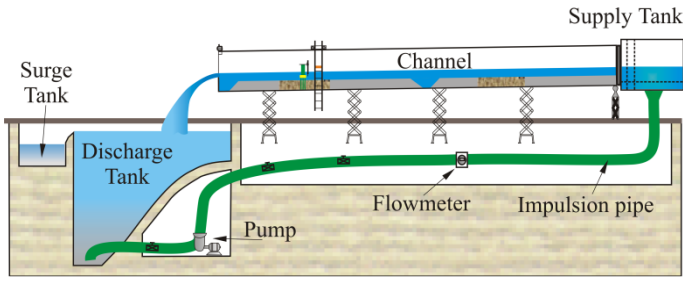 Supply Tank
Channel
Surge
Tank
Discharge
Tank
Flowmeter
Impulsion pipe
Pump